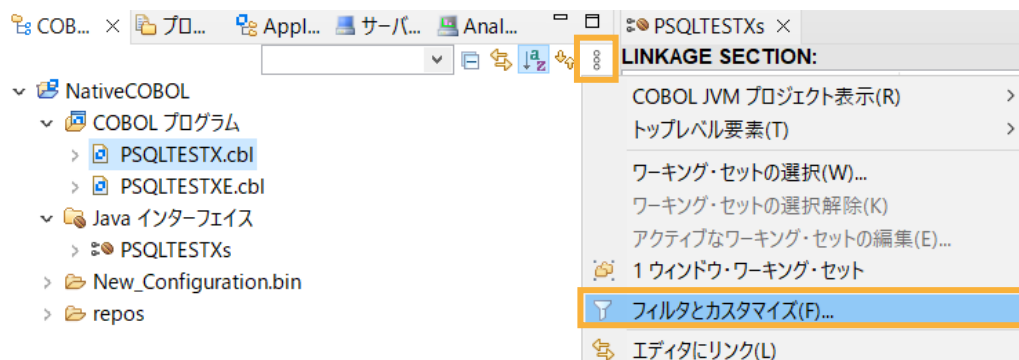 COB... プロ... Appl... サーバ... Anal...
NativeCOBOL
COBOL プログラム
PSQLTESTX.cbl
PSQLTESTXE.cbl
Java インターフェイス
PSQLTESTXs
New_Configuration.bin
repos
PSQLTESTXs
LINKAGE SECTION:
COBOL JVM プロジェクト表示(R)
トップレベル要素(T)
ワーキング・セットの選択(W)...
ワーキング・セットの選択解除(K)
アクティブなワーキング・セットの編集(E)...
1 ウィンドウ・ワーキング・セット
フィルタとカスタマイズ(F)...
エディタにリンク(L)